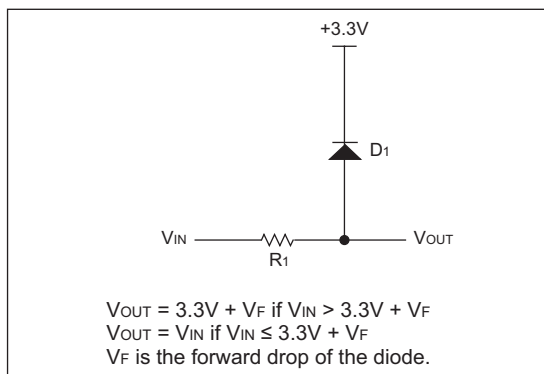 +3.3V
D1
VIN
VOUT
R1
VOUT = 3.3V + VF if VIN > 3.3V + VF
VOUT = VIN if VIN ≤ 3.3V + VF
VF is the forward drop of the diode.